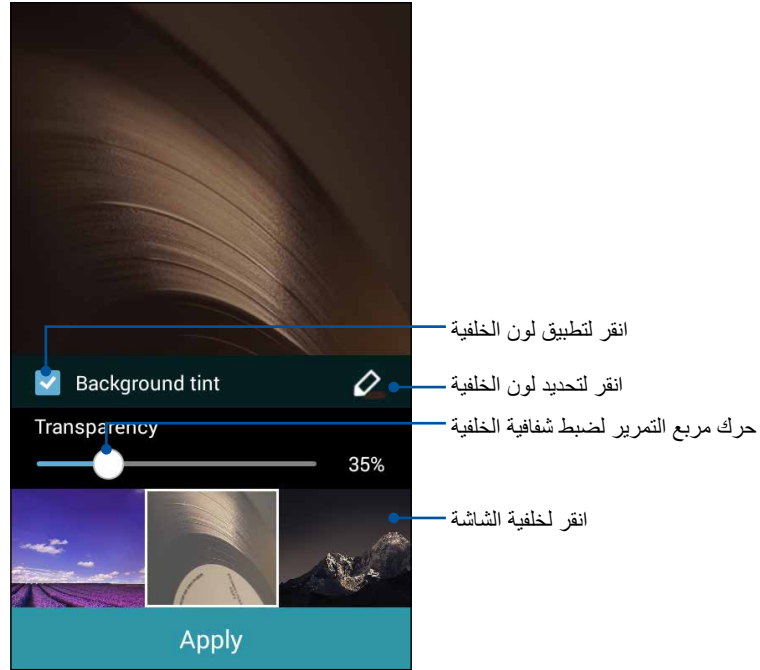 انقر لتطبيق لون الخلفية
Background tint
انقر لتحديد لون الخلفية
Transparency
حرك مربع التمرير لضبط شفافية الخلفية
35%
انقر لخلفية الشاشة
Apply